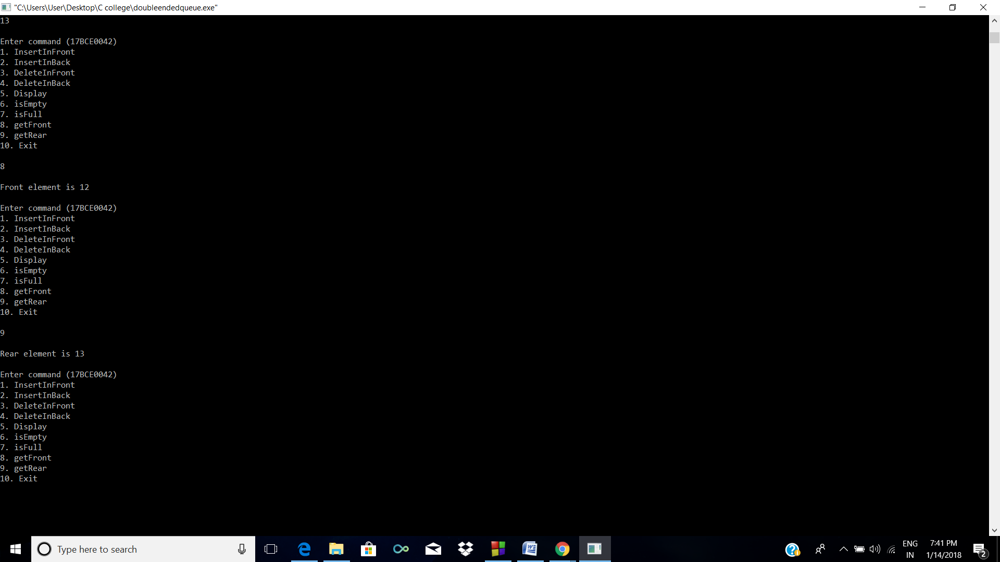 "C:\Users\User\Desktop\C college\doubleendedqueue.exe"
13
Enter command (17BCE0042)
1. InsertInFront
2. InsertInBack
3. DeleteInFront
4. DeleteInBack
5. Display
6. isEmpty
7. isFull
8. getFront
9. getRear
10. Exit
8
Front element is 12
Enter command (17BCE0042)
1. InsertInFront
2. InsertInBack
3. DeleteInFront
4. DeleteInBack
5. Display
6. isEmpty
7. isFull
8. getFront
9. getRear
10. Exit
9
Rear element is 13
Enter command (17BCE0042)
1. InsertInFront
2. InsertInBack
3. DeleteInFront
4. DeleteInBack
5. Display
6. isEmpty
7. isFull
8. getFront
9. getRear
10. Exit
Type here to search
ENG
IN
7:41 PM
1/14/2018
2